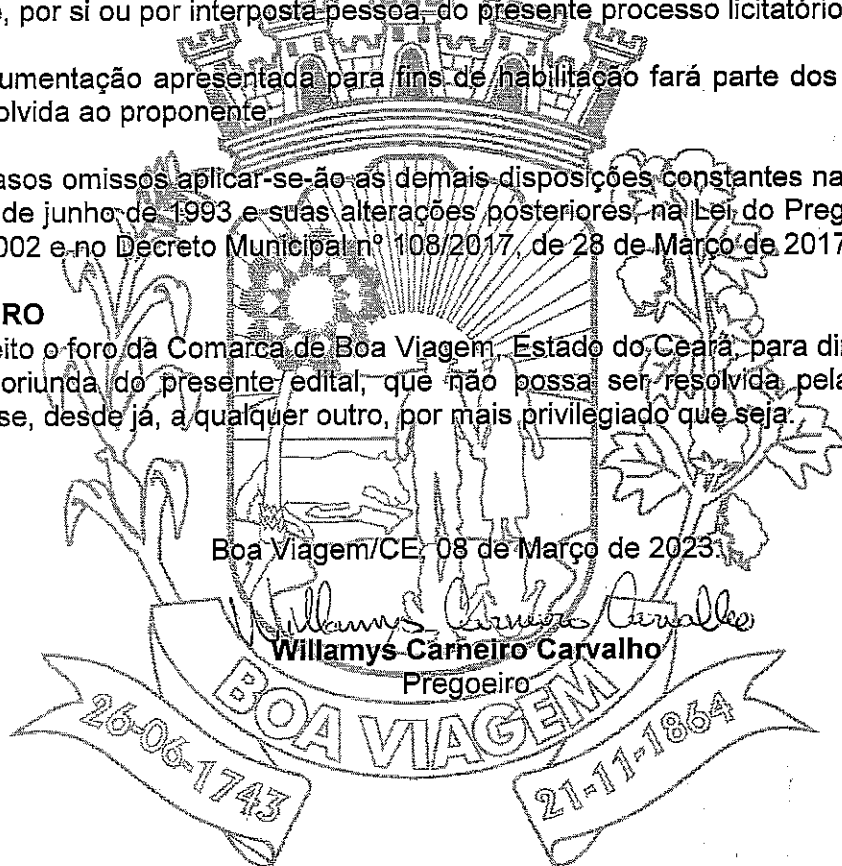 , por si ou por interposta pessoa, do presente processo licitatório
umentação apresentada para fins de habilitação fará parte dos
olvida ao proponente.
asos omissos aplicar-se-ão as demais disposições constantes na
de junho de 1993 e suas alterações posteriores, na Lei do Preg
002 e no Decreto Municipal nº 108/2017, de 28 de Março de 2017
RO
eito o foro da Comarca de Boa Viagem, Estado do Ceará, para di
oriunda do presente edital, que não possa ser resolvida pela
se, desde já, a qualquer outro, por mais privilegiado que seja.
Boa Viagem/CE, 08 de Março de 2023.
Willamys Carneiro Carvalho
Willamys Carneiro Carvalho
Pregoeiro
BOA VIAGEM
26-06-1743
21-11-1864